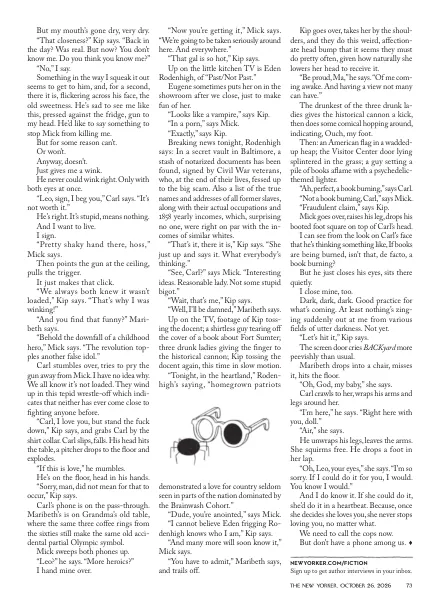 But my mouth's gone dry, very dry.
"That closeness?" Kip says. "Back in
the day? Was real. But now? You don't
know me. Do you think you know me?"
"No," I say.
Something in the way I squeak it out
seems to get to him, and, for a second,
there it is, flickering across his face, the
old sweetness. He's sad to see me like
this, pressed against the fridge, gun to
my head. He'd like to say something to
stop Mick from killing me.
But for some reason can't.
Or won't.
Anyway, doesn't.
Just gives me a wink.
He never could wink right. Only with
both eyes at once.
"Leo, sign, I beg you," Carl says. "It's
not worth it."
He's right. It's stupid, means nothing.
And I want to live.
I sign.
"Pretty shaky hand there, hoss,"
Mick says.
Then points the gun at the ceiling,
pulls the trigger.
It just makes that click.
"We always both knew it wasn't
loaded," Kip says. "That's why I was
winking!"
"And you find that funny?" Mari-
beth says.
"Behold the downfall of a childhood
hero," Mick says. "The revolution top-
ples another false idol."
Carl stumbles over, tries to pry the
gun away from Mick. I have no idea why.
We all know it's not loaded. They wind
up in this tepid wrestle-off which indi-
cates that neither has ever come close to
fighting anyone before.
"Carl, I love you, but stand the fuck
down," Kip says, and grabs Carl by the
shirt collar. Carl slips, falls. His head hits
the table, a pitcher drops to the floor and
explodes.
"If this is love," he mumbles.
He's on the floor, head in his hands.
"Sorry, man, did not mean for that to
occur," Kip says.
Carl's phone is on the pass-through.
Maribeth's is on Grandma's old table,
where the same three coffee rings from
the sixties still make the same old acci-
dental partial Olympic symbol.
Mick sweeps both phones up.
"Leo?" he says. "More heroics?"
I hand mine over.
"Now you're getting it," Mick says.
"We're going to be taken seriously around
here. And everywhere."
"That gal is so hot," Kip says.
Up on the little kitchen TV is Eden
Rodenhigh, of "Past/Not Past."
Eugene sometimes puts her on in the
showroom after we close, just to make
fun of her.
"Looks like a vampire," says Kip.
"In a porn," says Mick.
"Exactly," says Kip.
Breaking news tonight, Rodenhigh
says: In a secret vault in Baltimore, a
stash of notarized documents has been
found, signed by Civil War veterans,
who, at the end of their lives, fessed up
to the big scam. Also a list of the true
names and addresses of all former slaves,
along with their actual occupations and
1858 yearly incomes, which, surprising
no one, were right on par with the in-
comes of similar whites.
"That's it, there it is," Kip says. "She
just up and says it. What everybody's
thinking."
"See, Carl?" says Mick. "Interesting
ideas. Reasonable lady. Not some stupid
bigot."
"Wait, that's me," Kip says.
"Well, I'll be damned," Maribeth says.
Up on the TV, footage of Kip toss-
ing the docent; a shirtless guy tearing off
the cover of a book about Fort Sumter;
three drunk ladies giving the finger to
the historical cannon; Kip tossing the
docent again, this time in slow motion.
"Tonight, in the heartland," Roden-
high's saying, "homegrown patriots
demonstrated a love for country seldom
seen in parts of the nation dominated by
the Brainwash Cohort."
"Dude, you're anointed," says Mick.
"I cannot believe Eden frigging Ro-
denhigh knows who I am," Kip says.
"And many more will soon know it,"
Mick says.
"You have to admit," Maribeth says,
and trails off.
Kip goes over, takes her by the shoul-
ders, and they do this weird, affection-
ate head bump that it seems they must
do pretty often, given how naturally she
lowers her head to receive it.
"Be proud, Ma," he says. "Of me com-
ing awake. And having a view not many
can have."
The drunkest of the three drunk la-
dies gives the historical cannon a kick,
then does some comical hopping around,
indicating, Ouch, my foot.
Then: an American flag in a wadded-
up heap; the Visitor Center door lying
splintered in the grass; a guy setting a
pile of books aflame with a psychedelic-
themed lighter.
"Ah, perfect, a book burning," says Carl.
"Not a book burning, Carl," says Mick.
"Fraudulent claim," says Kip.
Mick goes over, raises his leg, drops his
booted foot square on top of Carl's head.
I can see from the look on Carl's face
that he's thinking something like, If books
are being burned, isn't that, de facto, a
book burning?
But he just closes his eyes, sits there
quietly.
I close mine, too.
Dark, dark, dark. Good practice for
what's coming. At least nothing's zing-
ing suddenly out at me from various
fields of utter darkness. Not yet.
"Let's hit it," Kip says.
The screen door cries BACKyard more
peevishly than usual.
Maribeth drops into a chair, misses
it, hits the floor.
"Oh, God, my baby," she says.
Carl crawls to her, wraps his arms and
legs around her.
"I'm here," he says. "Right here with
you, doll."
"Air," she says.
He unwraps his legs, leaves the arms.
She squirms free. He drops a foot in
her lap.
"Oh, Leo, your eyes," she says. "I'm so
sorry. If I could do it for you, I would.
You know I would."
And I do know it. If she could do it,
she'd do it in a heartbeat. Because, once
she decides she loves you, she never stops
loving you, no matter what.
We need to call the cops now.
But don't have a phone among us. ♦
NEWYORKER.COM/FICTION
Sign up to get author interviews in your inbox.
THE NEW YORKER, OCTOBER 26, 2026 73